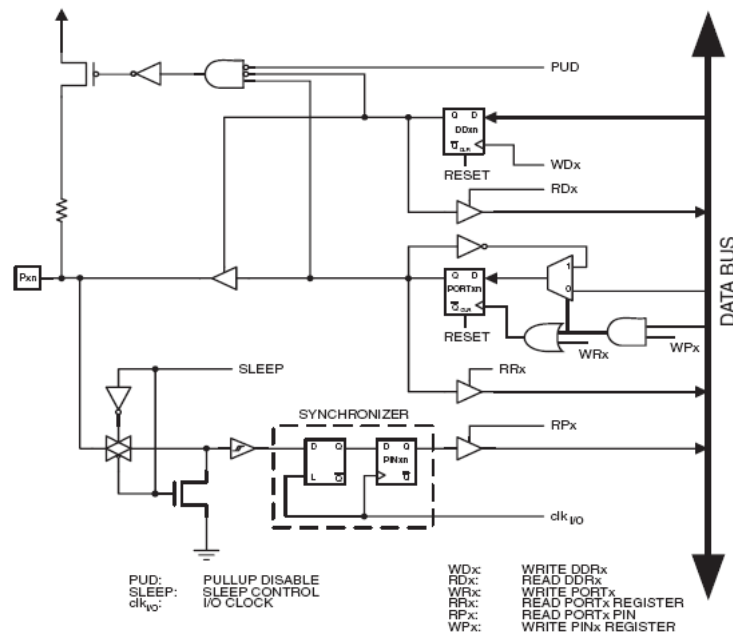 PUD
Q D
DDxn
Q CLR
WDx
RESET
RDx
Pxn
1
Q D
PORTxn
0
Q CLR
RESET
WRx
WPx
DATA BUS
SLEEP
RRx
SYNCHRONIZER
RPx
D Q
D Q
PINxn
L Q
Q
clk I/O
PUD: PULLUP DISABLE
SLEEP: SLEEP CONTROL
clk I/O: I/O CLOCK
WDx: WRITE DDRx
RDx: READ DDRx
WRx: WRITE PORTx
RRx: READ PORTx REGISTER
RPx: READ PORTx PIN
WPx: WRITE PINx REGISTER